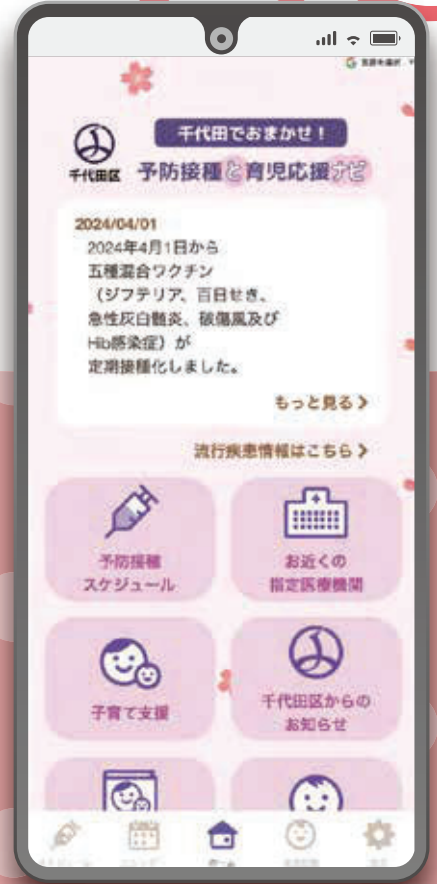 千代田でおまかせ！
千代田区
予防接種と育児応援ナビ
2024/04/01
2024年4月1日から
五種混合ワクチン
（ジフテリア、百日せき、
急性灰白髄炎、破傷風及び
Hib感染症）が
定期接種化しました。
もっと見る
流行疾患情報はこちら
予防接種
スケジュール
お近くの
指定医療機関
子育て支援
千代田区からの
お知らせ
ホーム